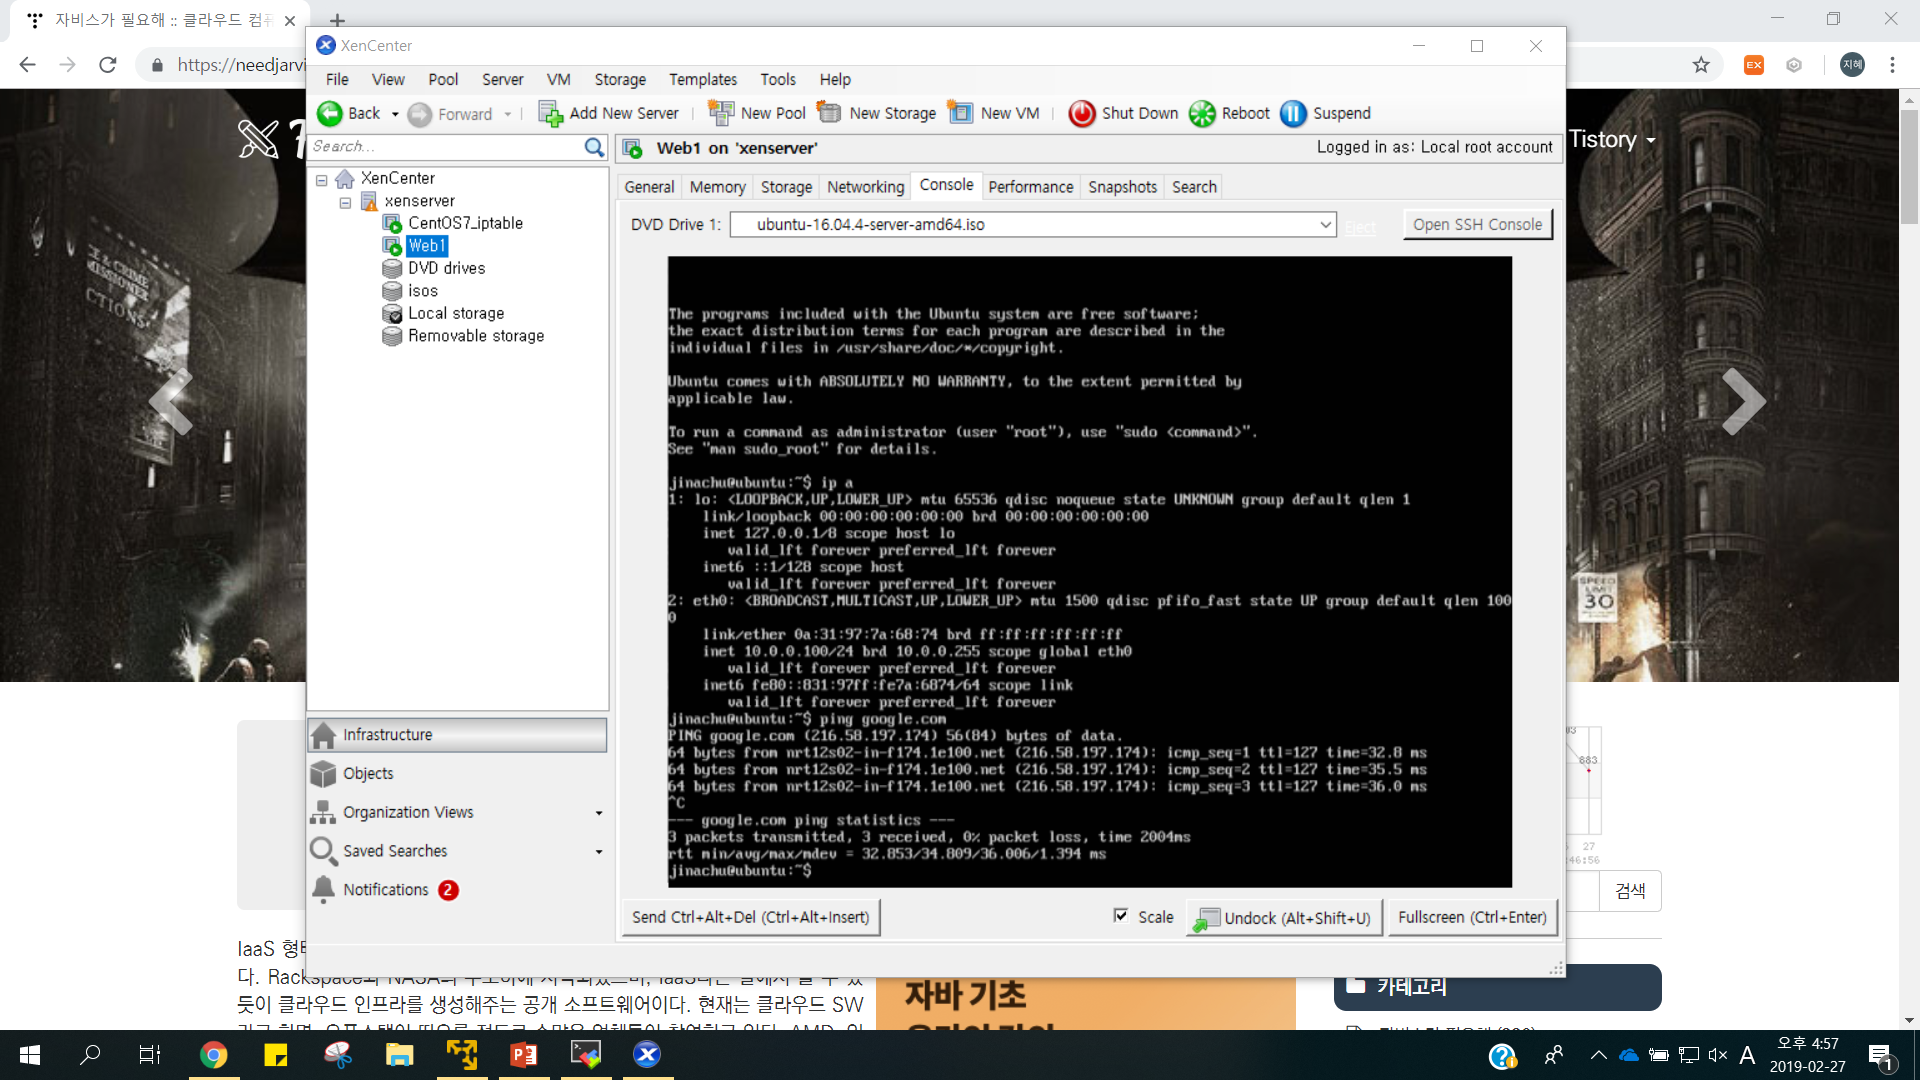 자비스가 필요해 :: 클라우드 컴퓨
https://needjarvi
EX
지혜
XenCenter
File View Pool Server VM Storage Templates Tools Help
Back Forward Add New Server New Pool New Storage New VM Shut Down Reboot Suspend
Search...
Web1 on 'xenserver' Logged in as: Local root account
Tistory
XenCenter
xenserver
CentOS7_iptable
Web1
DVD drives
isos
Local storage
Removable storage
General Memory Storage Networking Console Performance Snapshots Search
DVD Drive 1: ubuntu-16.04.4-server-amd64.iso Eject Open SSH Console
The programs included with the Ubuntu system are free software;
the exact distribution terms for each program are described in the
individual files in /usr/share/doc/*/copyright.
Ubuntu comes with ABSOLUTELY NO WARRANTY, to the extent permitted by
applicable law.
To run a command as administrator (user "root"), use "sudo <command>".
See "man sudo_root" for details.
jinachu@ubuntu:~$ ip a
1: lo: <LOOPBACK,UP,LOWER_UP> mtu 65536 qdisc noqueue state UNKNOWN group default qlen 1
link/loopback 00:00:00:00:00:00 brd 00:00:00:00:00:00
inet 127.0.0.1/8 scope host lo
valid_lft forever preferred_lft forever
inet6 ::1/128 scope host
valid_lft forever preferred_lft forever
2: eth0: <BROADCAST,MULTICAST,UP,LOWER_UP> mtu 1500 qdisc pfifo_fast state UP group default qlen 100
0
link/ether 0a:31:97:7a:68:74 brd ff:ff:ff:ff:ff:ff
inet 10.0.0.100/24 brd 10.0.0.255 scope global eth0
valid_lft forever preferred_lft forever
inet6 fe80::831:97ff:fe7a:6874/64 scope link
valid_lft forever preferred_lft forever
jinachu@ubuntu:~$ ping google.com
PING google.com (216.58.197.174) 56(84) bytes of data.
64 bytes from nrt12s02-in-f174.1e100.net (216.58.197.174): icmp_seq=1 ttl=127 time=32.8 ms
64 bytes from nrt12s02-in-f174.1e100.net (216.58.197.174): icmp_seq=2 ttl=127 time=35.5 ms
64 bytes from nrt12s02-in-f174.1e100.net (216.58.197.174): icmp_seq=3 ttl=127 time=36.0 ms
^C
--- google.com ping statistics ---
3 packets transmitted, 3 received, 0% packet loss, time 2004ms
rtt min/avg/max/mdev = 32.853/34.809/36.006/1.394 ms
jinachu@ubuntu:~$
Infrastructure
Objects
Organization Views
Saved Searches
Notifications 2
Send Ctrl+Alt+Del (Ctrl+Alt+Insert) Scale Undock (Alt+Shift+U) Fullscreen (Ctrl+Enter)
SPEED
LIMIT
30
883
27
:46:56
검색
IaaS 형
다. Rackspace와 NASA의
듯이 클라우드 인프라를 생성해주는 공개 소프트웨어이다. 현재는 클라우드 SW
자바 기초
카테고리
A
오후 4:57
2019-02-27
1